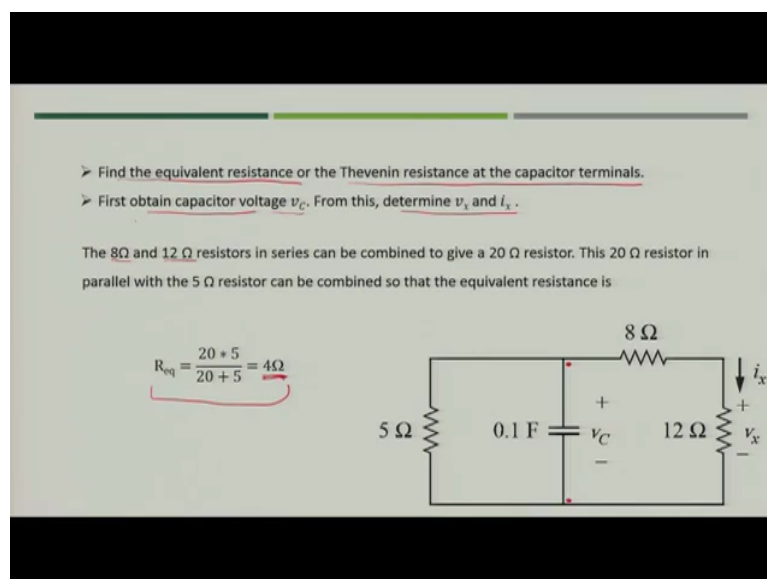 ➢ Find the equivalent resistance or the Thevenin resistance at the capacitor terminals.
➢ First obtain capacitor voltage v_C. From this, determine v_x and i_x.
The 8Ω and 12 Ω resistors in series can be combined to give a 20 Ω resistor. This 20 Ω resistor in
parallel with the 5 Ω resistor can be combined so that the equivalent resistance is
R_eq = (20 * 5)/(20 + 5) = 4Ω
8 Ω
i_x
+ +
5 Ω 0.1 F v_C 12 Ω v_x
− −